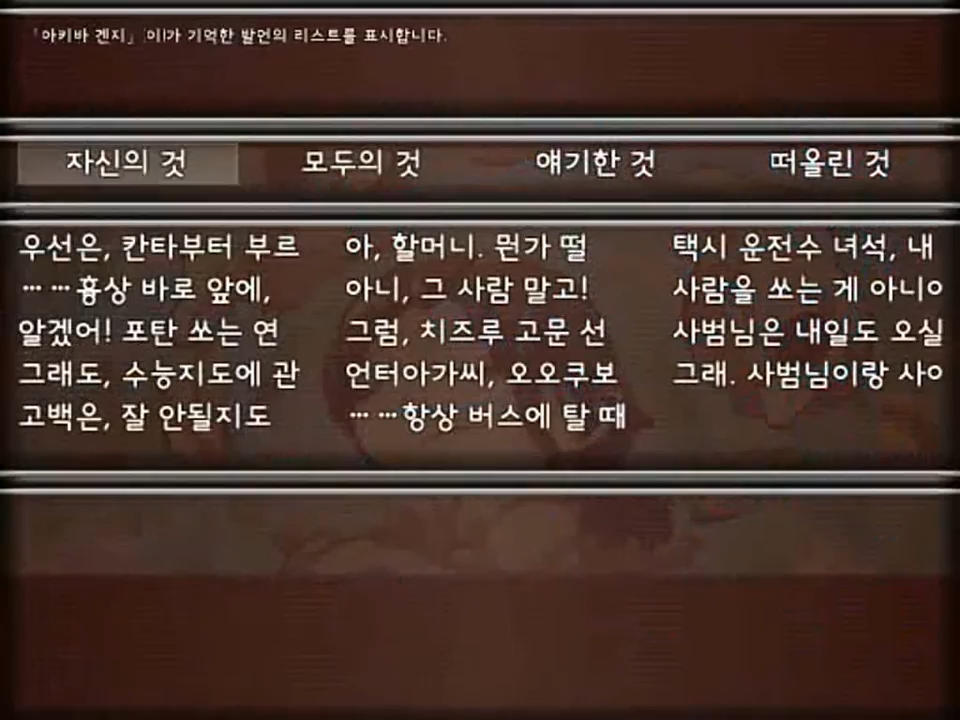 「아키바 겐지」 이(가 기억한 발언의 리스트를 표시합니다.
자신의 것 모두의 것 얘기한 것 떠올린 것
우선은, 칸타부터 부르 아, 할머니. 뭔가 떨 택시 운전수 녀석, 내
… …흉상 바로 앞에, 아니, 그 사람 말고! 사람을 쏘는 게 아니ㅇ
알겠어! 포탄 쏘는 연 그럼, 치즈루 고문 선 사범님은 내일도 오실
그래도, 수능지도에 관 언터아가씨, 오오쿠보 그래. 사범님이랑 사ㅇ
고백은, 잘 안될지도 … …항상 버스에 탈 때